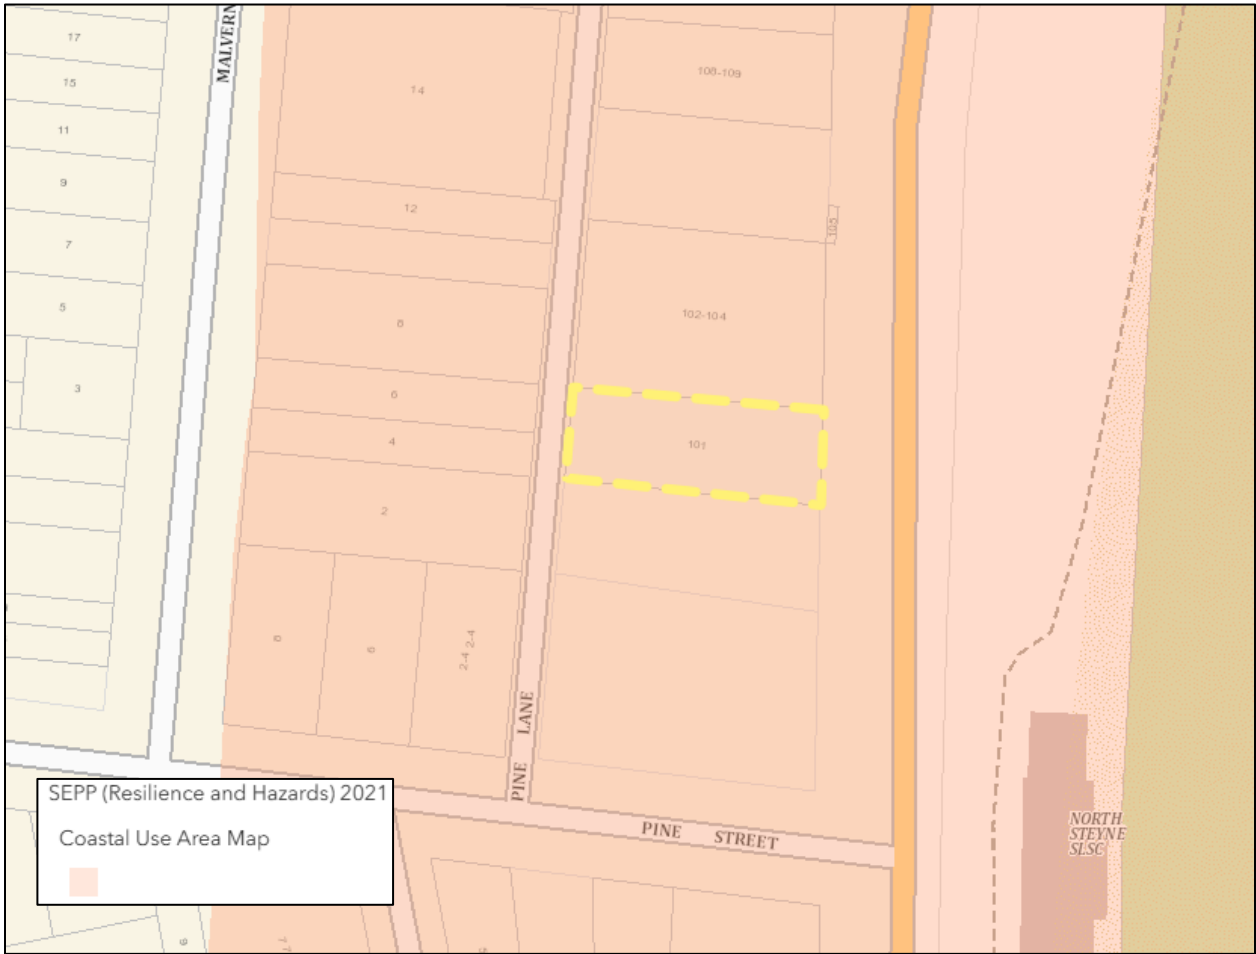 17
MALVERN
15
14
108-109
11
9
12
7
105
5
102-104
8
3
6
4
101
2
8
6
2-4 2-4
PINE LANE
SEPP (Resilience and Hazards) 2021
Coastal Use Area Map
PINE STREET
NORTH
STEYNE
SLSC